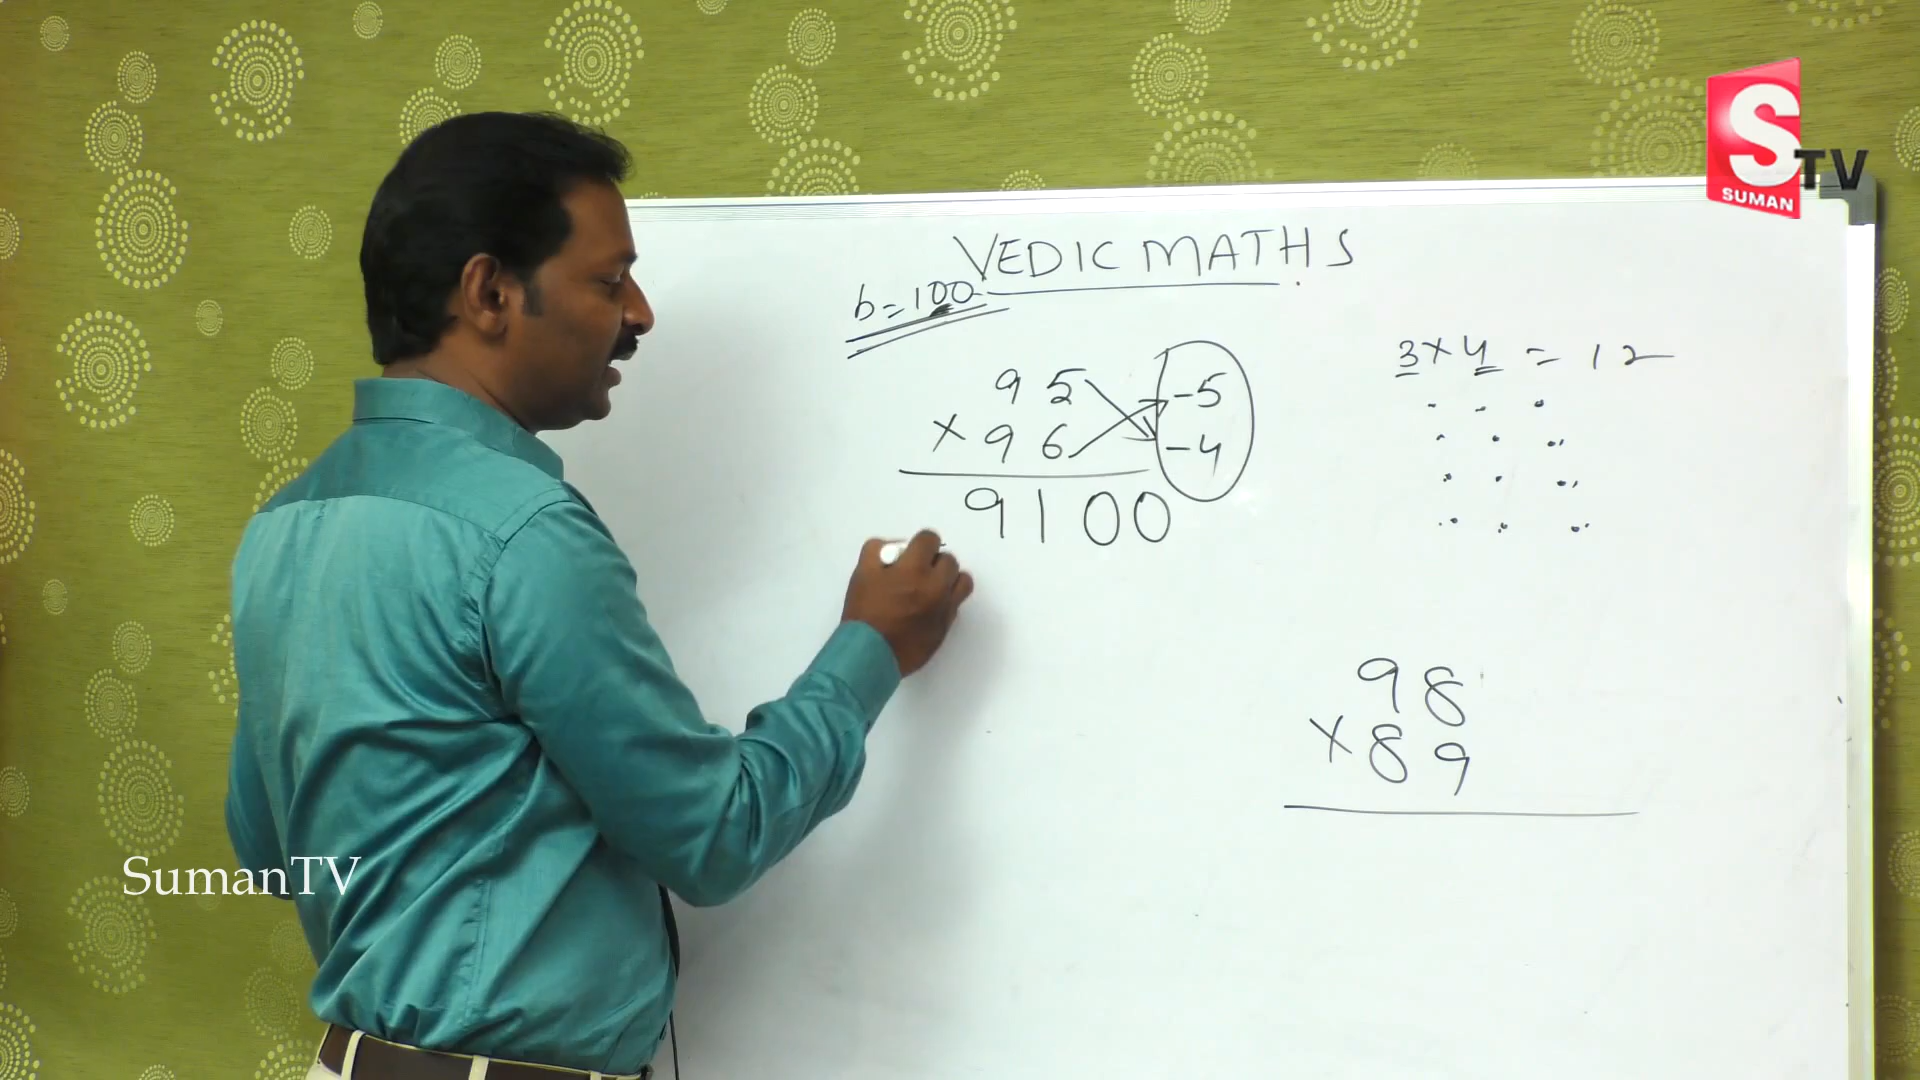 S TV
SUMAN
VEDIC MATHS
b=100
95 -5
× 96 -4
9100
3×4 = 12
98
× 89
SumanTV